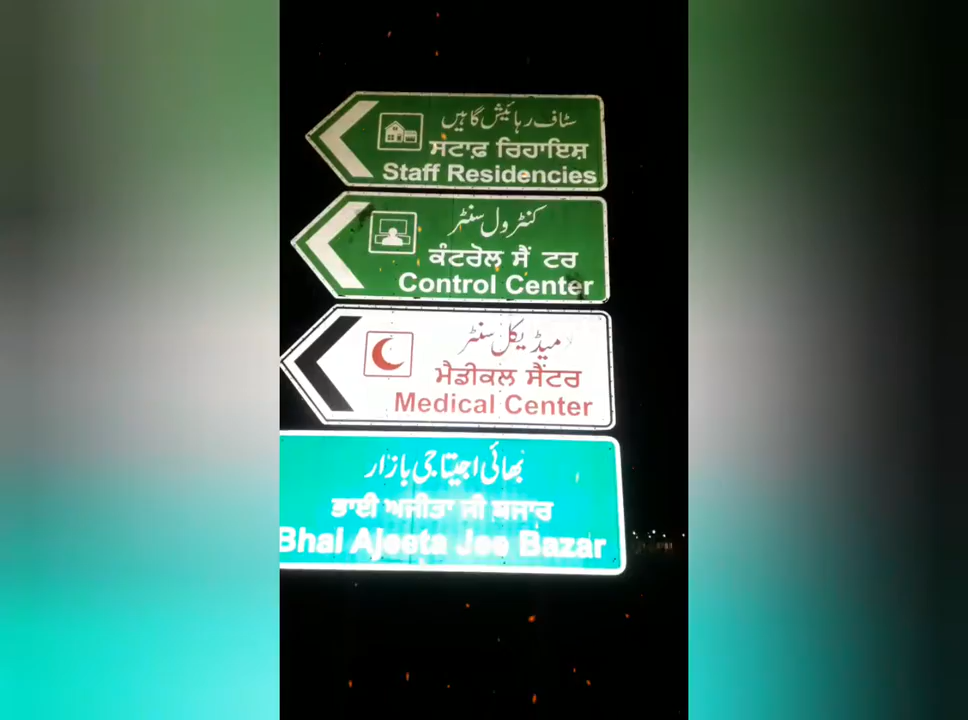 سٹاف رہائیش گاہیں
ਸਟਾਫ਼ ਰਿਹਾਇਸ਼
Staff Residencies
کنٹرول سنٹر
ਕੰਟਰੋਲ ਸੈਂ ਟਰ
Control Center
میڈیکل سنٹر
ਮੈਡੀਕਲ ਸੈਂਟਰ
Medical Center
بھائی اجیتا جی بازار
ਭਾਈ ਅਜੀਤਾ ਜੀ ਬਜਾਰ
Bhai Ajeeta Jee Bazar